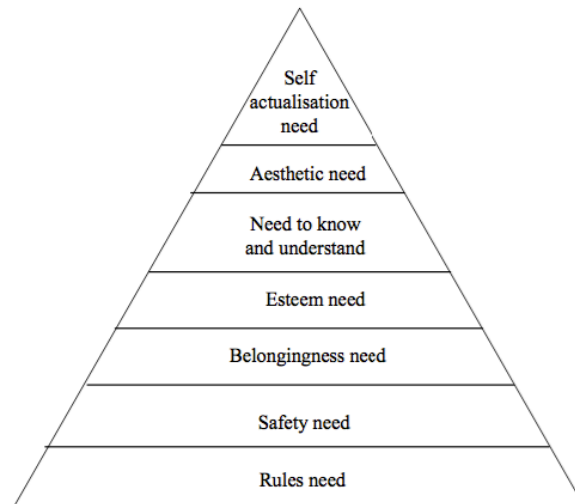 Self
actualisation
need
Aesthetic need
Need to know
and understand
Esteem need
Belongingness need
Safety need
Rules need